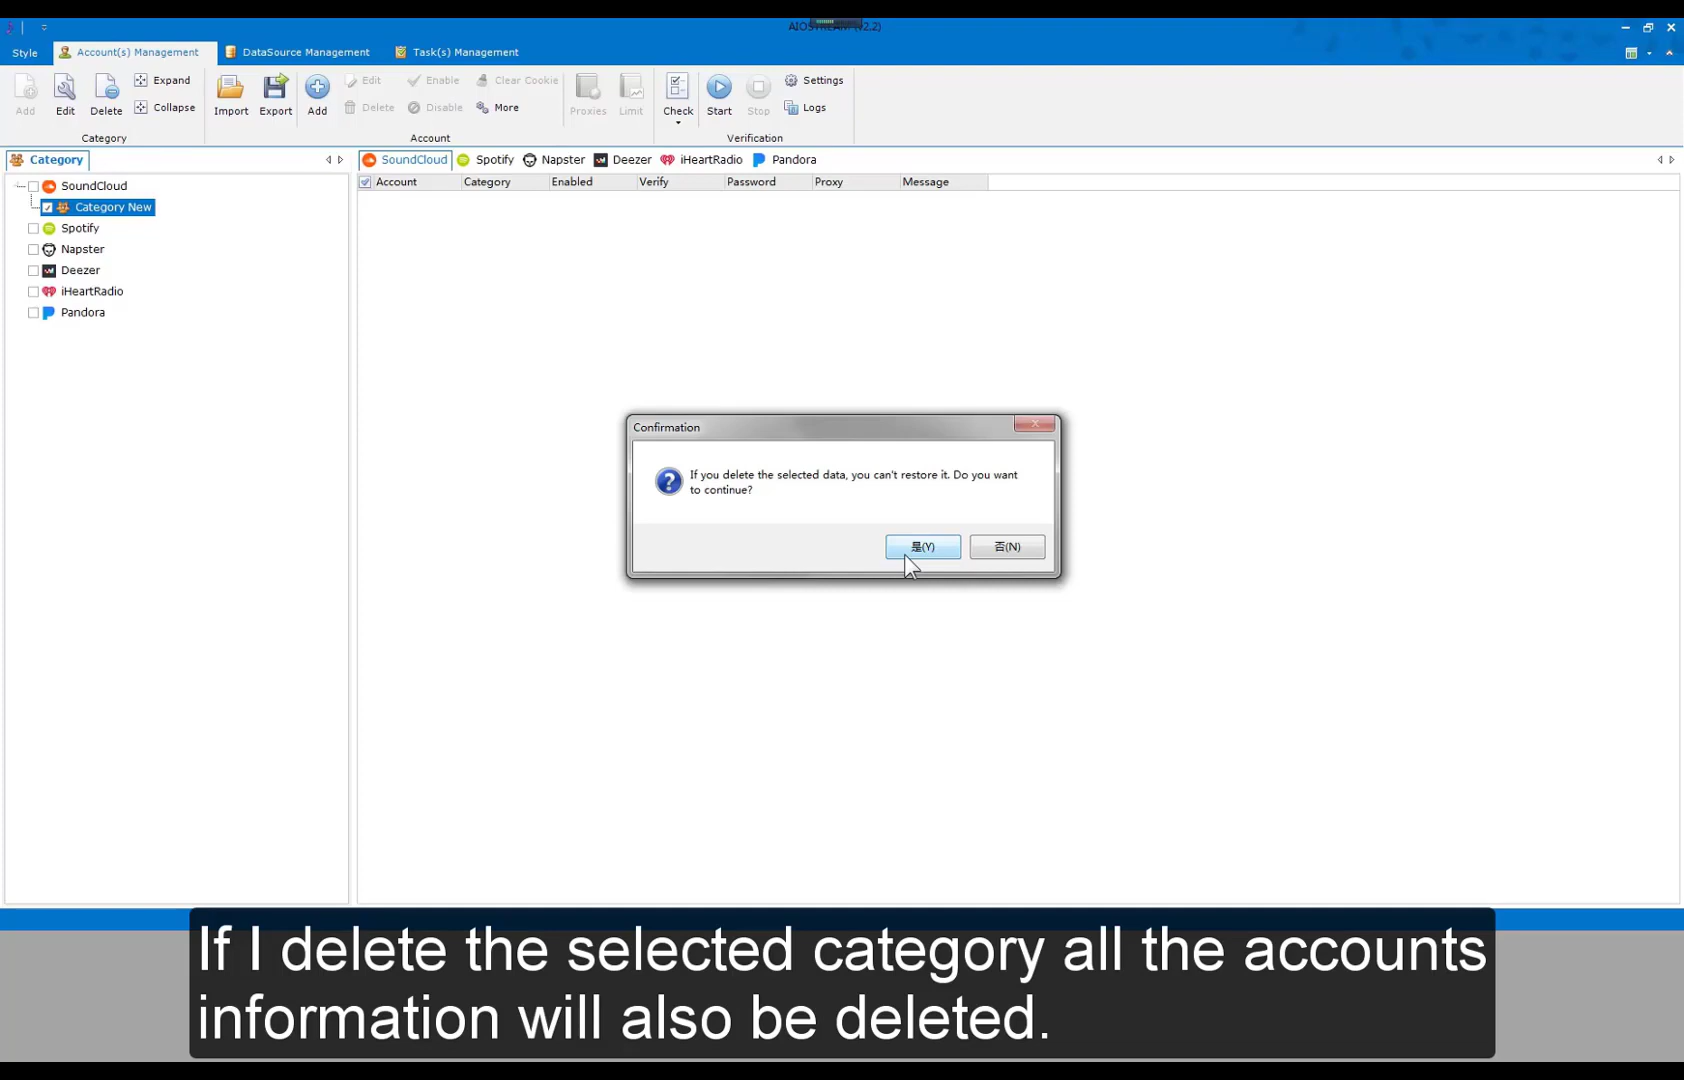 AIOSTREAM (v2.2)
Style
Account(s) Management
DataSource Management
Task(s) Management
Add
Edit
Delete
Expand
Collapse
Category
Import
Export
Add
Edit
Delete
Enable
Disable
Clear Cookie
More
Account
Proxies
Limit
Check
Start
Stop
Settings
Logs
Verification
Category
SoundCloud
Category New
Spotify
Napster
Deezer
iHeartRadio
Pandora
SoundCloud Spotify Napster Deezer iHeartRadio Pandora
Account Category Enabled Verify Password Proxy Message
Confirmation
If you delete the selected data, you can't restore it. Do you want
to continue?
是(Y) 否(N)
If I delete the selected category all the accounts
information will also be deleted.